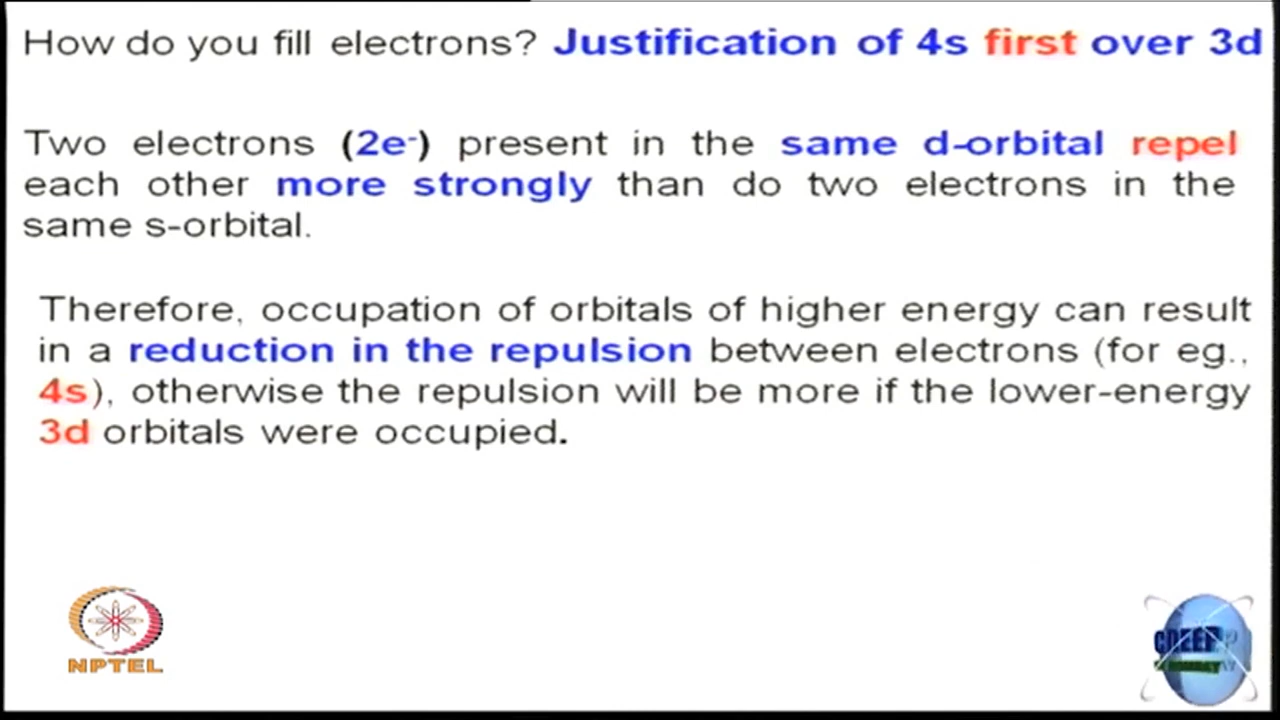 How do you fill electrons? Justification of 4s first over 3d
Two electrons (2e-) present in the same d-orbital repel
each other more strongly than do two electrons in the
same s-orbital.
Therefore, occupation of orbitals of higher energy can result
in a reduction in the repulsion between electrons (for eg.,
4s), otherwise the repulsion will be more if the lower-energy
3d orbitals were occupied.
NPTEL
CDEEP